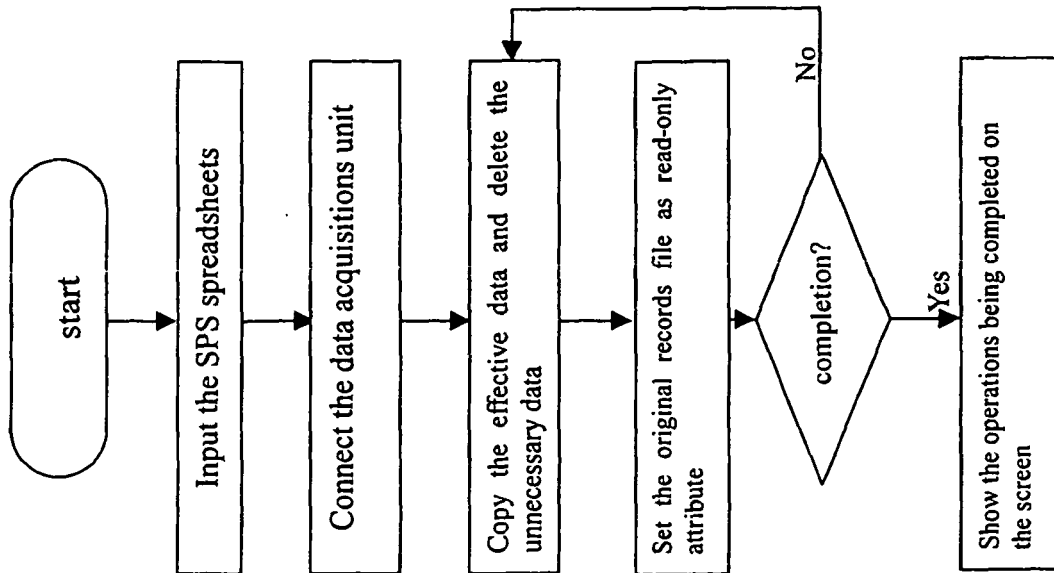 start
Input the SPS spreadsheets
Connect the data acquisitions unit
Copy the effective data and delete the
unnecessary data
Set the original records file as read-only
attribute
completion?
No
Yes
Show the operations being completed on
the screen